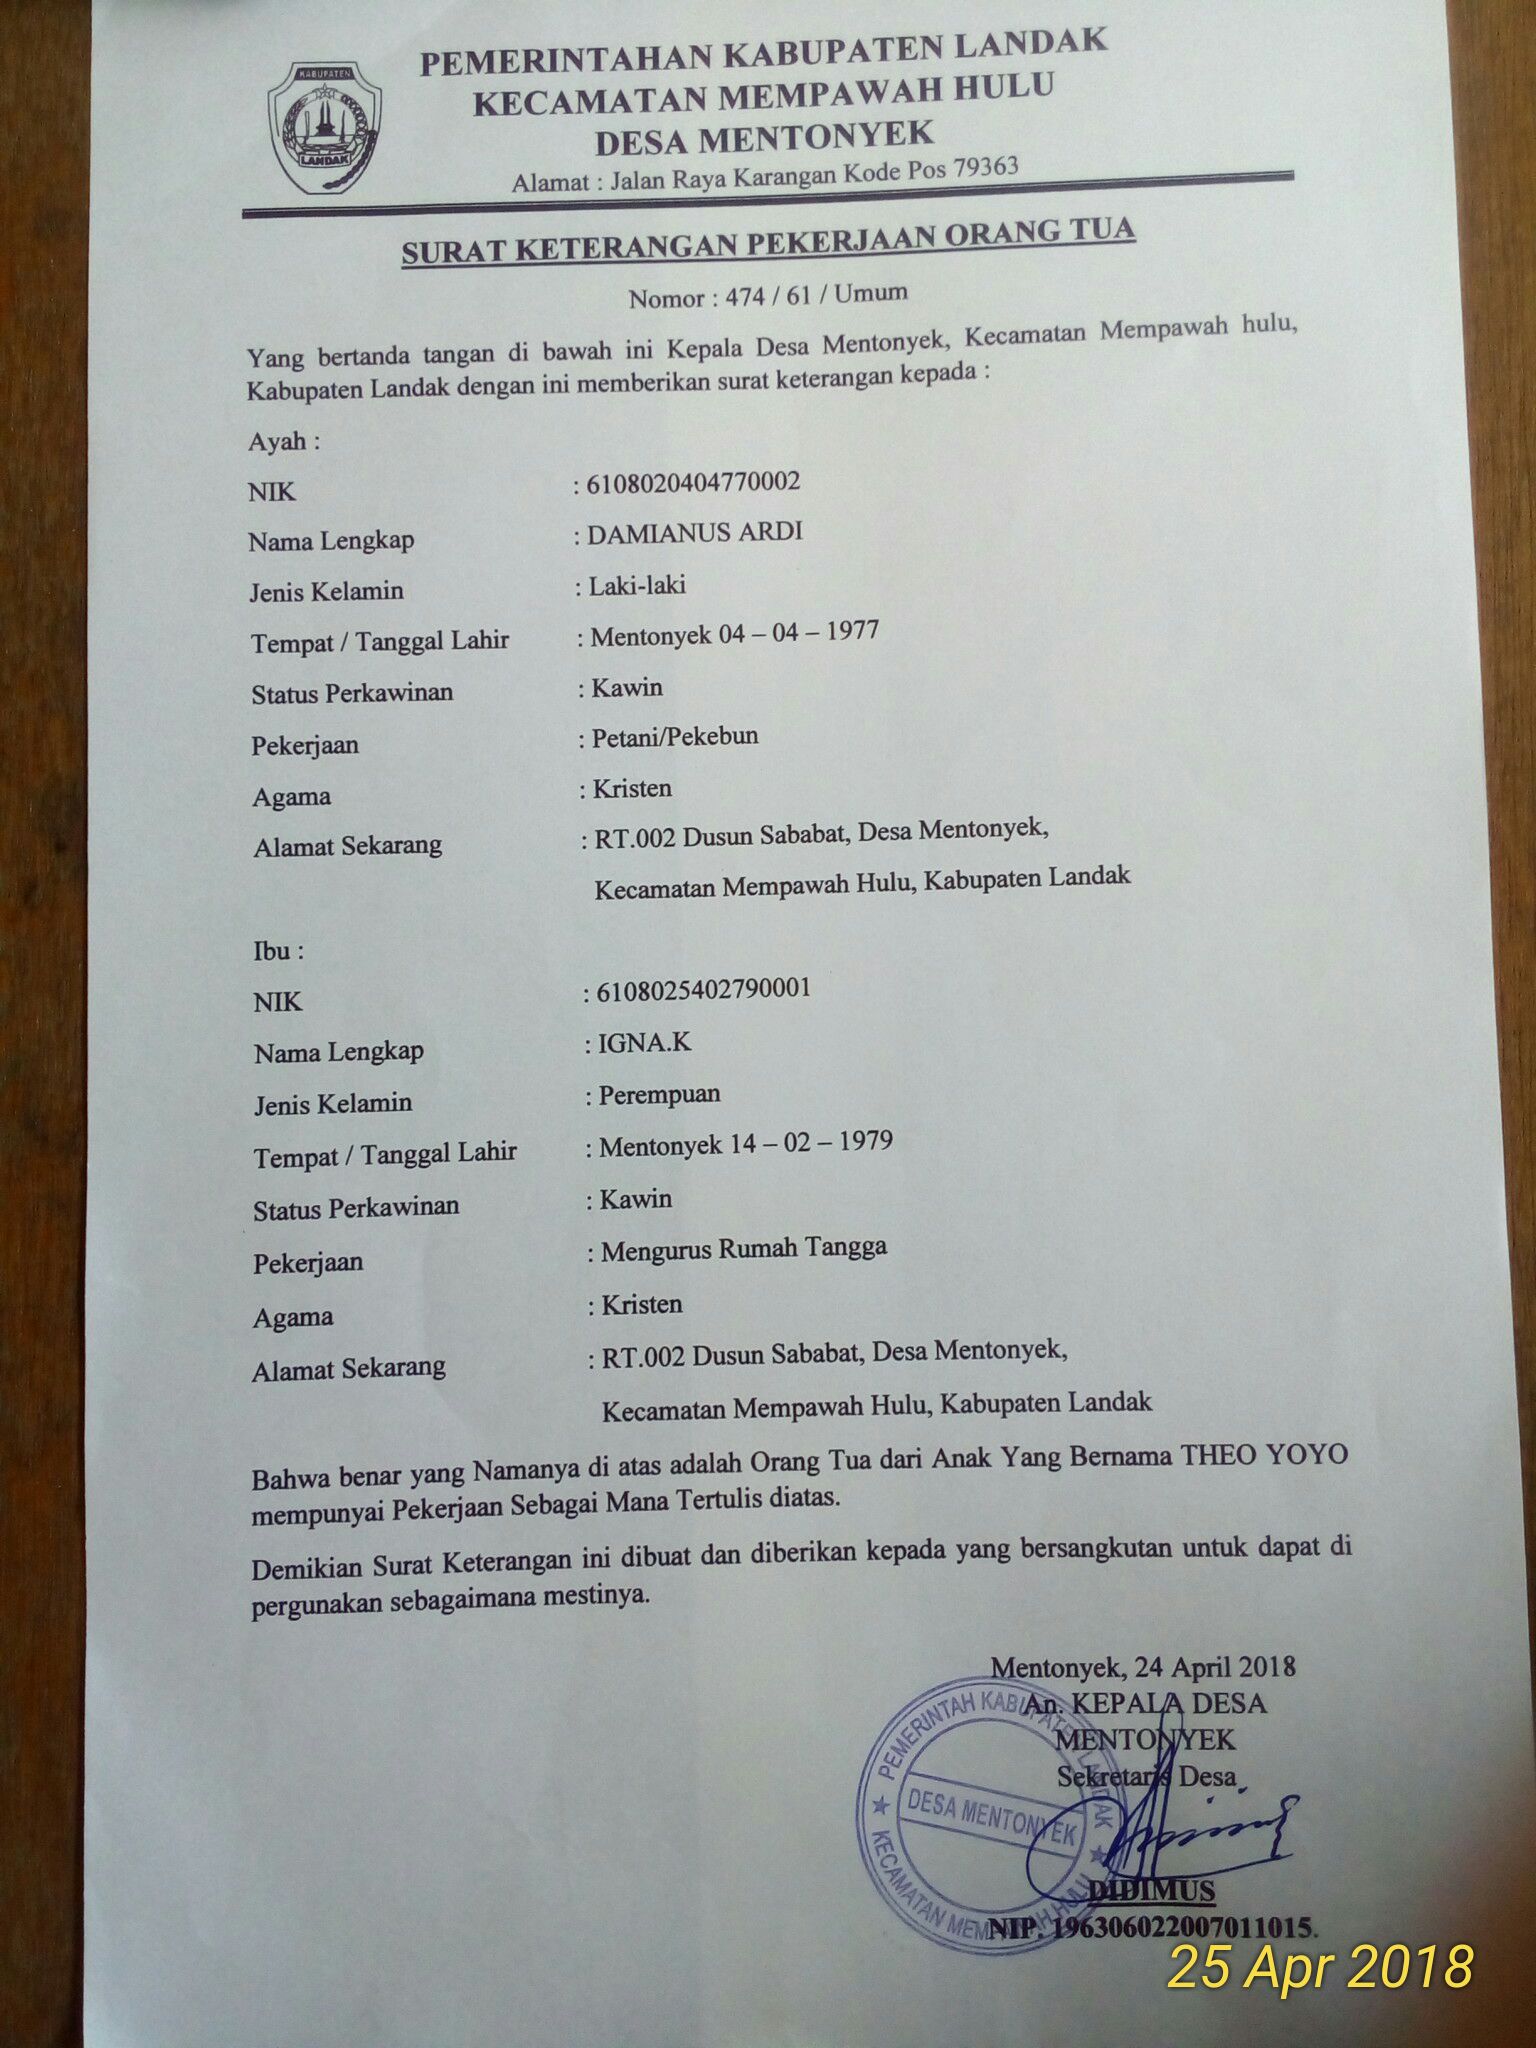 PEMERINTAHAN KABUPATEN LANDAK
KECAMATAN MEMPAWAH HULU
DESA MENTONYEK
Alamat : Jalan Raya Karangan Kode Pos 79363
KABUPATEN
LANDAK
SURAT KETERANGAN PEKERJAAN ORANG TUA
Nomor : 474 / 61 / Umum
Yang bertanda tangan di bawah ini Kepala Desa Mentonyek, Kecamatan Mempawah hulu,
Kabupaten Landak dengan ini memberikan surat keterangan kepada :
Ayah :
NIK : 6108020404770002
Nama Lengkap : DAMIANUS ARDI
Jenis Kelamin : Laki-laki
Tempat / Tanggal Lahir : Mentonyek 04 – 04 – 1977
Status Perkawinan : Kawin
Pekerjaan : Petani/Pekebun
Agama : Kristen
Alamat Sekarang : RT.002 Dusun Sababat, Desa Mentonyek,
Kecamatan Mempawah Hulu, Kabupaten Landak
Ibu :
NIK : 6108025402790001
Nama Lengkap : IGNA.K
Jenis Kelamin : Perempuan
Tempat / Tanggal Lahir : Mentonyek 14 – 02 – 1979
Status Perkawinan : Kawin
Pekerjaan : Mengurus Rumah Tangga
Agama : Kristen
Alamat Sekarang : RT.002 Dusun Sababat, Desa Mentonyek,
Kecamatan Mempawah Hulu, Kabupaten Landak
Bahwa benar yang Namanya di atas adalah Orang Tua dari Anak Yang Bernama THEO YOYO
mempunyai Pekerjaan Sebagai Mana Tertulis diatas.
Demikian Surat Keterangan ini dibuat dan diberikan kepada yang bersangkutan untuk dapat di
pergunakan sebagaimana mestinya.
Mentonyek, 24 April 2018
An. KEPALA DESA
MENTONYEK
Sekretaris Desa
PEMERINTAH KABUPATEN LANDAK
DESA MENTONYEK
KECAMATAN MEMPAWAH HULU
DIDIMUS
NIP. 196306022007011015.
25 Apr 2018